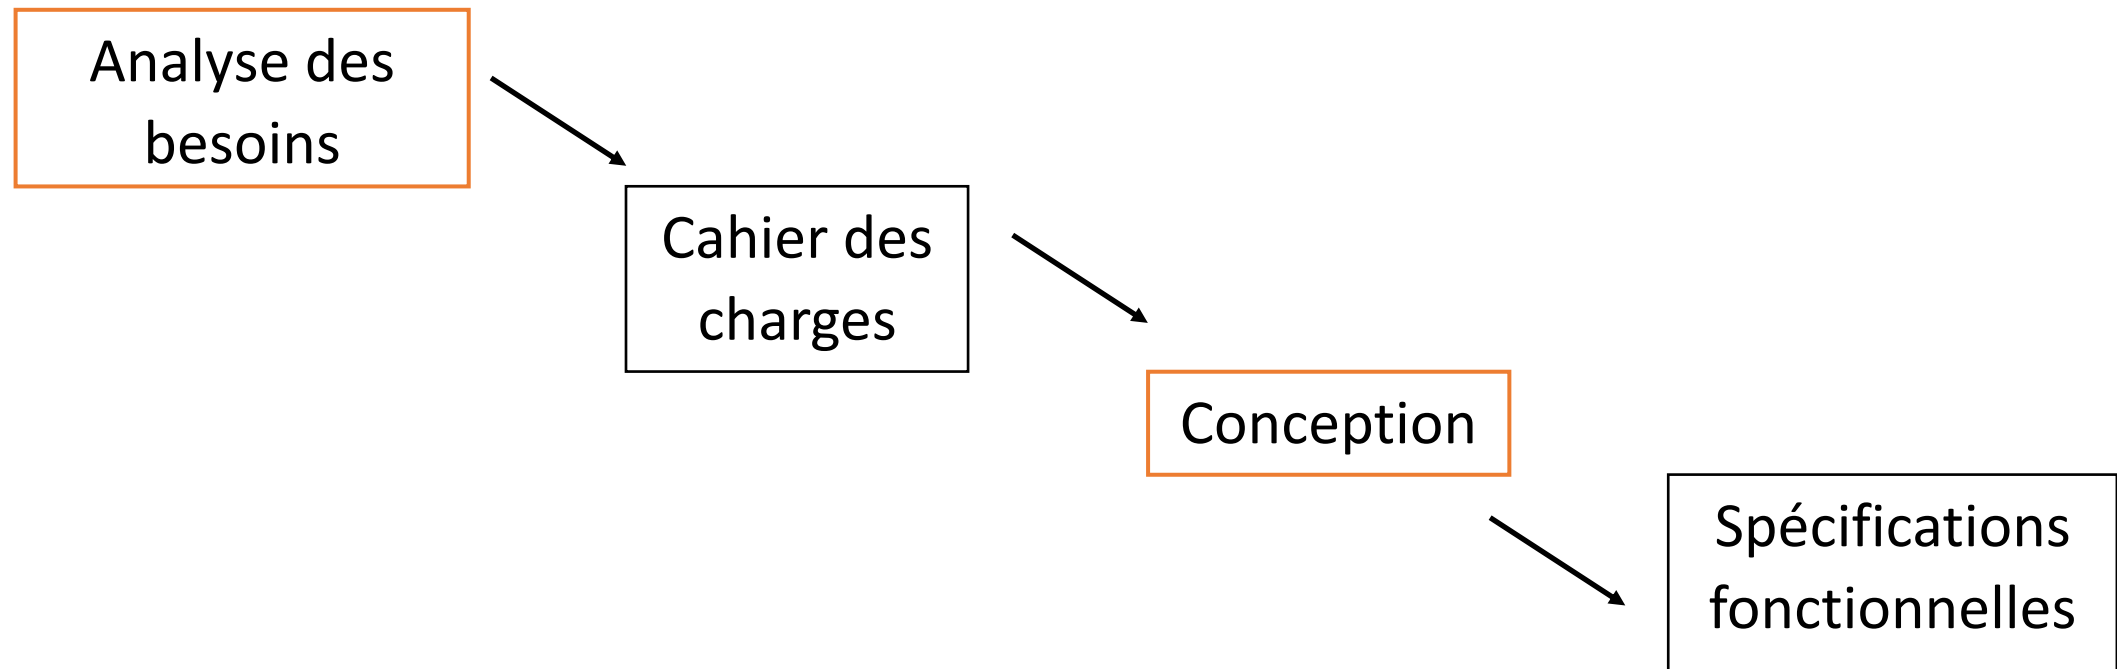 Analyse des
besoins
Cahier des
charges
Conception
Spécifications
fonctionnelles